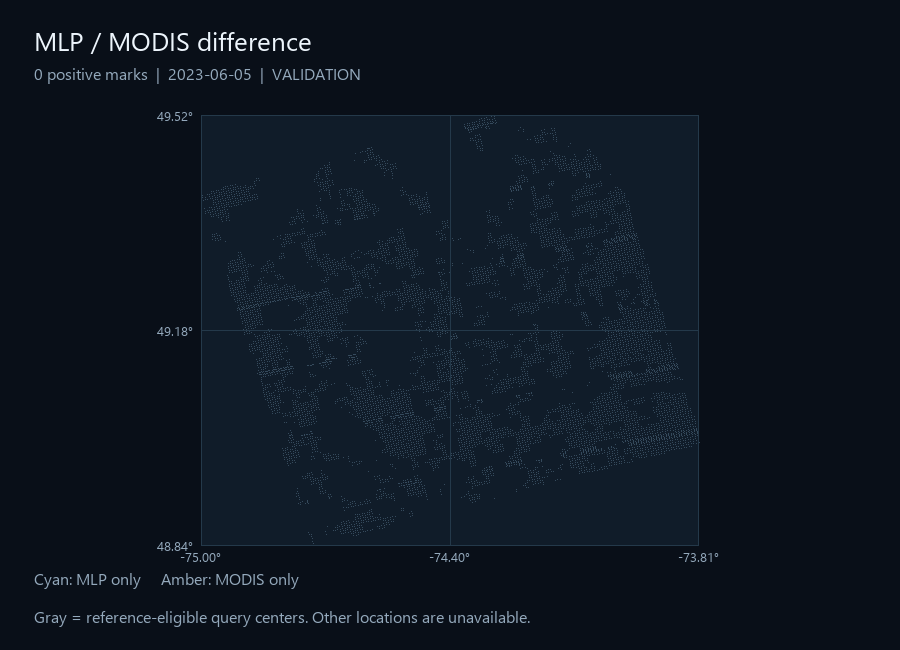 MLP / MODIS difference
0 positive marks | 2023-06-05 | VALIDATION
49.52°
49.18°
48.84°
-75.00° -74.40° -73.81°
Cyan: MLP only Amber: MODIS only
Gray = reference-eligible query centers. Other locations are unavailable.